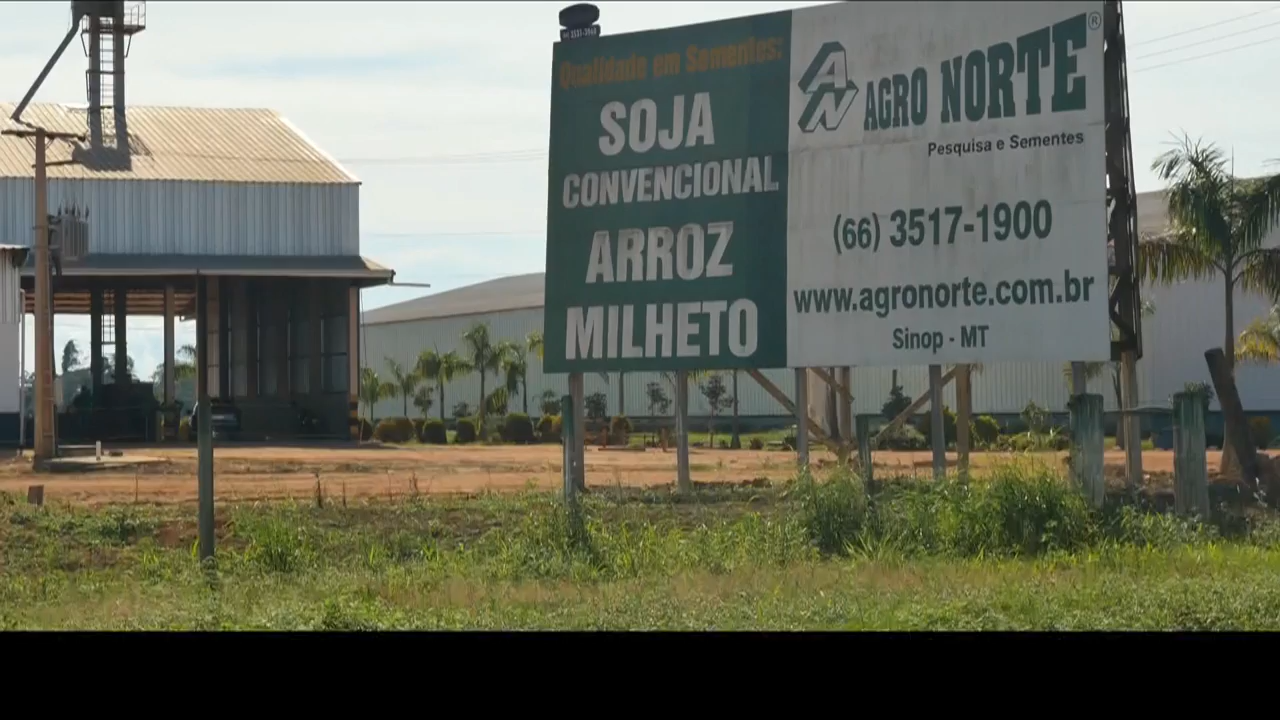 Qualidade em Sementes:
SOJA
CONVENCIONAL
ARROZ
MILHETO
AN
AGRO NORTE®
Pesquisa e Sementes
(66) 3517-1900
www.agronorte.com.br
Sinop - MT